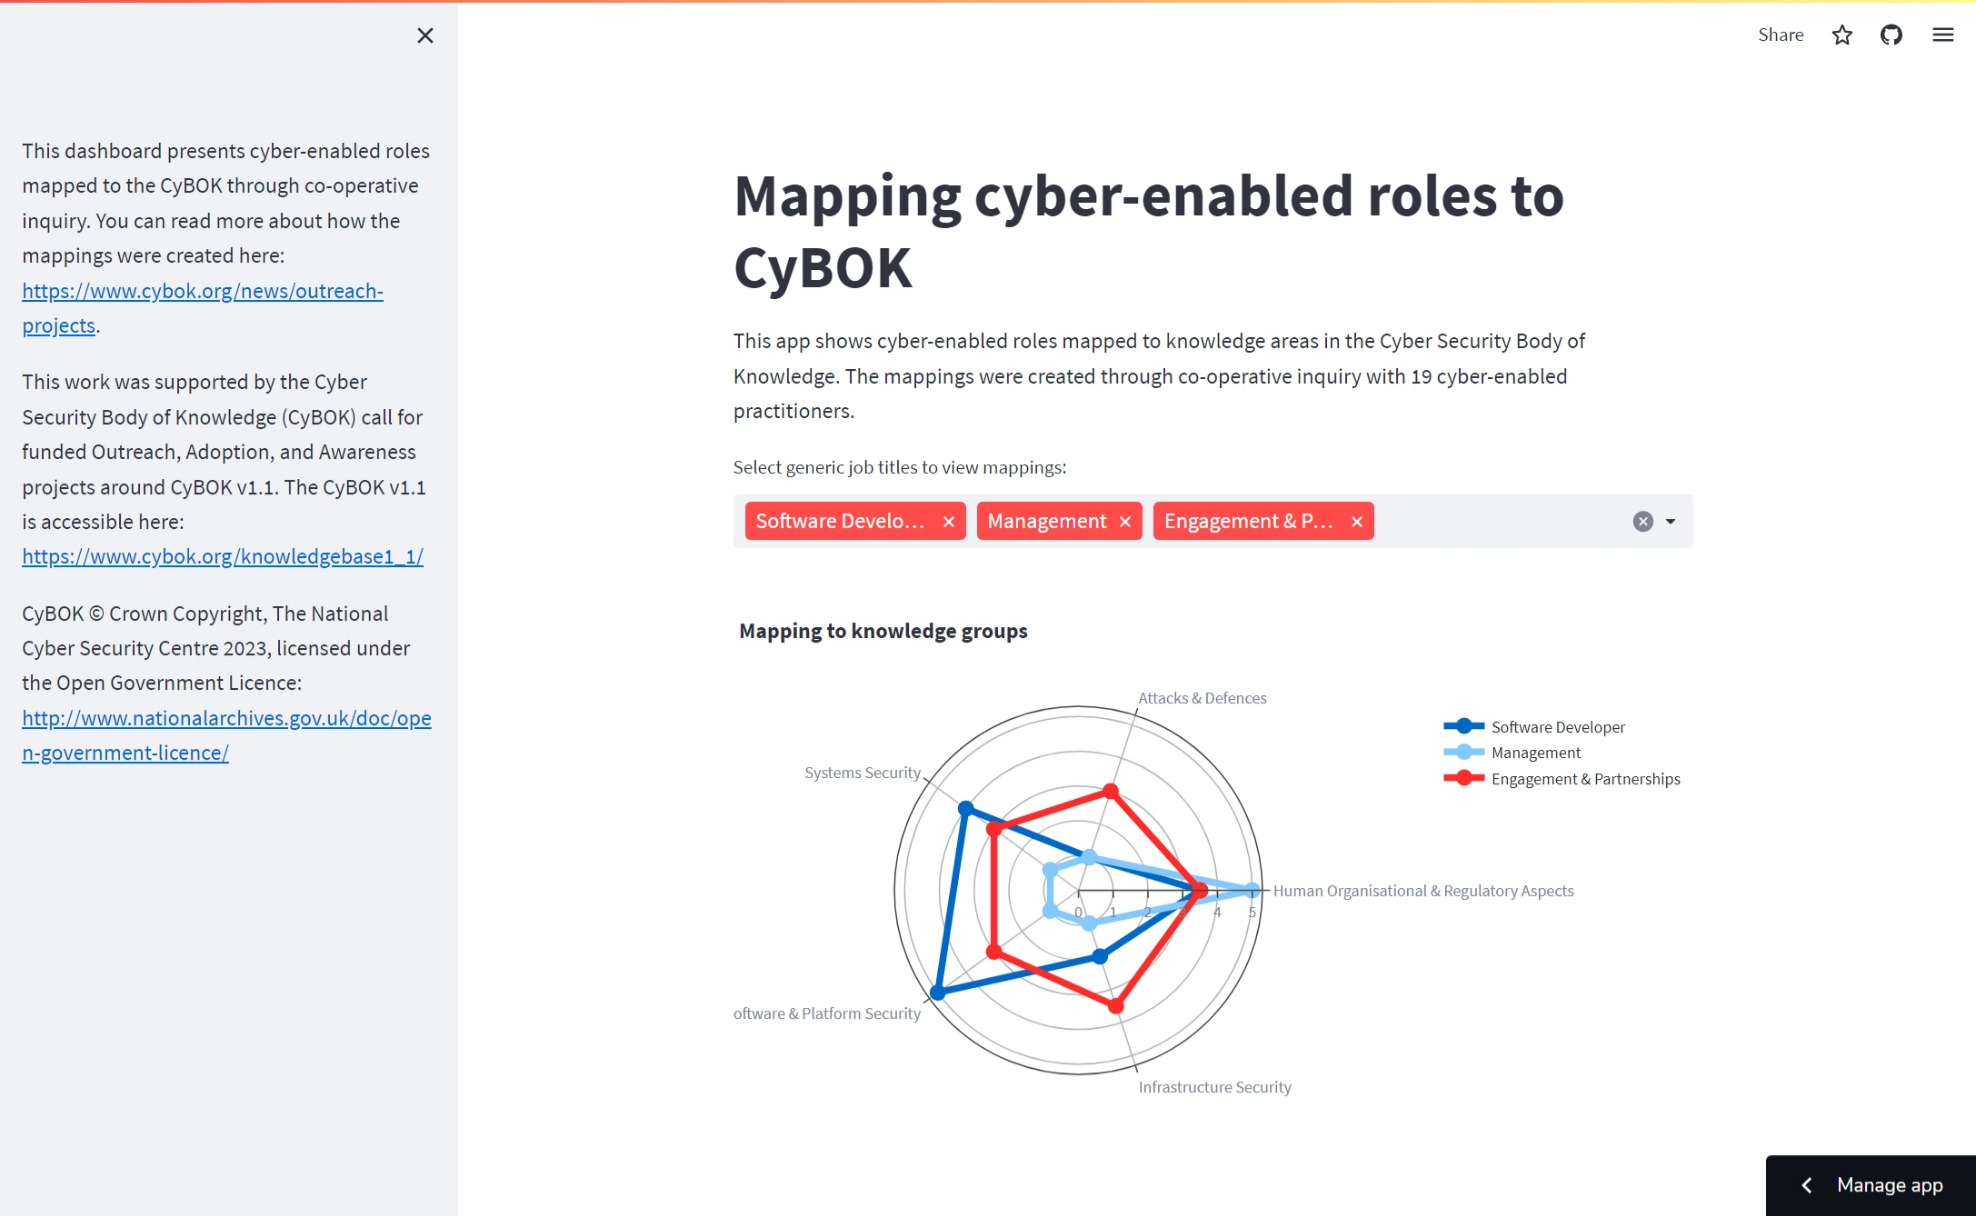 Share
This dashboard presents cyber-enabled roles
mapped to the CyBOK through co-operative
inquiry. You can read more about how the
mappings were created here:
https://www.cybok.org/news/outreach-
projects.
This work was supported by the Cyber
Security Body of Knowledge (CyBOK) call for
funded Outreach, Adoption, and Awareness
projects around CyBOK v1.1. The CyBOK v1.1
is accessible here:
https://www.cybok.org/knowledgebase1_1/
CyBOK © Crown Copyright, The National
Cyber Security Centre 2023, licensed under
the Open Government Licence:
http://www.nationalarchives.gov.uk/doc/ope
n-government-licence/
Mapping cyber-enabled roles to
CyBOK
This app shows cyber-enabled roles mapped to knowledge areas in the Cyber Security Body of
Knowledge. The mappings were created through co-operative inquiry with 19 cyber-enabled
practitioners.
Select generic job titles to view mappings:
Software Develo... Management Engagement & P...
Mapping to knowledge groups
Attacks & Defences
Software Developer
Management
Engagement & Partnerships
Systems Security
Human Organisational & Regulatory Aspects
0 1 2 3 4 5
oftware & Platform Security
Infrastructure Security
Manage app